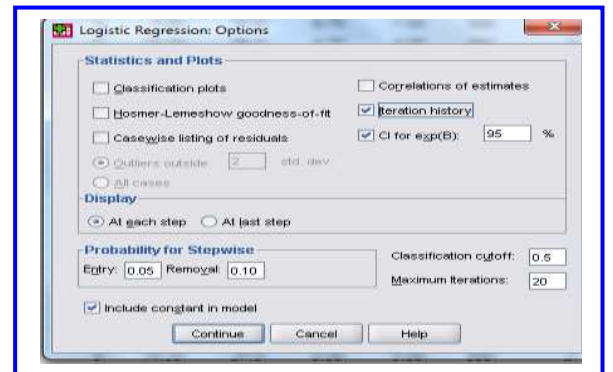 Logistic Regression: Options
Statistics and Plots
Classification plots
Correlations of estimates
Hosmer-Lemeshow goodness-of-fit
Iteration history
Casewise listing of residuals
CI for exp(B): 95 %
Outliers outside 2 std. dev.
All cases
Display
At each step At last step
Probability for Stepwise
Entry: 0.05 Removal: 0.10
Classification cutoff: 0.5
Maximum Iterations: 20
Include constant in model
Continue Cancel Help